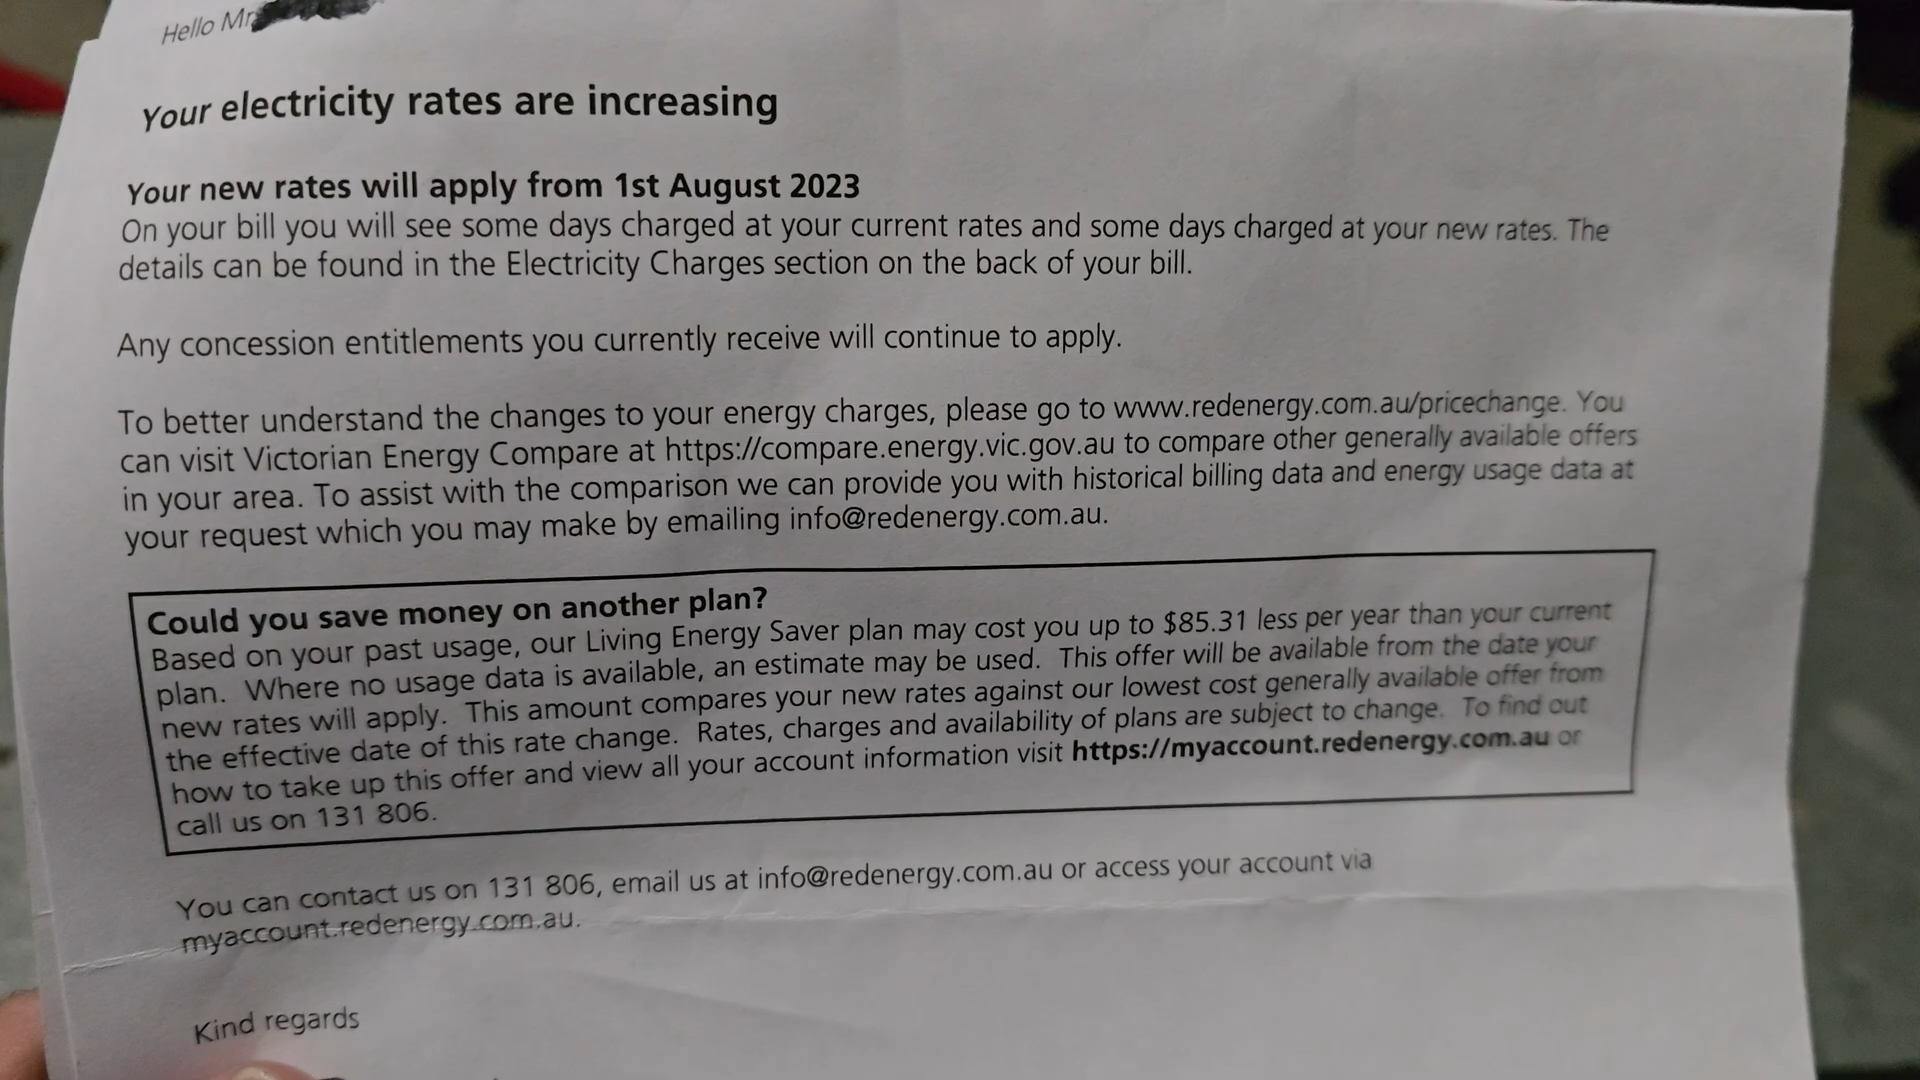 Hello Mr
Your electricity rates are increasing
Your new rates will apply from 1st August 2023
On your bill you will see some days charged at your current rates and some days charged at your new rates. The
details can be found in the Electricity Charges section on the back of your bill.
Any concession entitlements you currently receive will continue to apply.
To better understand the changes to your energy charges, please go to www.redenergy.com.au/pricechange. You
can visit Victorian Energy Compare at https://compare.energy.vic.gov.au to compare other generally available offers
in your area. To assist with the comparison we can provide you with historical billing data and energy usage data at
your request which you may make by emailing info@redenergy.com.au.
Could you save money on another plan?
Based on your past usage, our Living Energy Saver plan may cost you up to $85.31 less per year than your current
plan. Where no usage data is available, an estimate may be used. This offer will be available from the date your
new rates will apply. This amount compares your new rates against our lowest cost generally available offer from
the effective date of this rate change. Rates, charges and availability of plans are subject to change. To find out
how to take up this offer and view all your account information visit https://myaccount.redenergy.com.au or
call us on 131 806.
You can contact us on 131 806, email us at info@redenergy.com.au or access your account via
myaccount.redenergy.com.au.
Kind regards